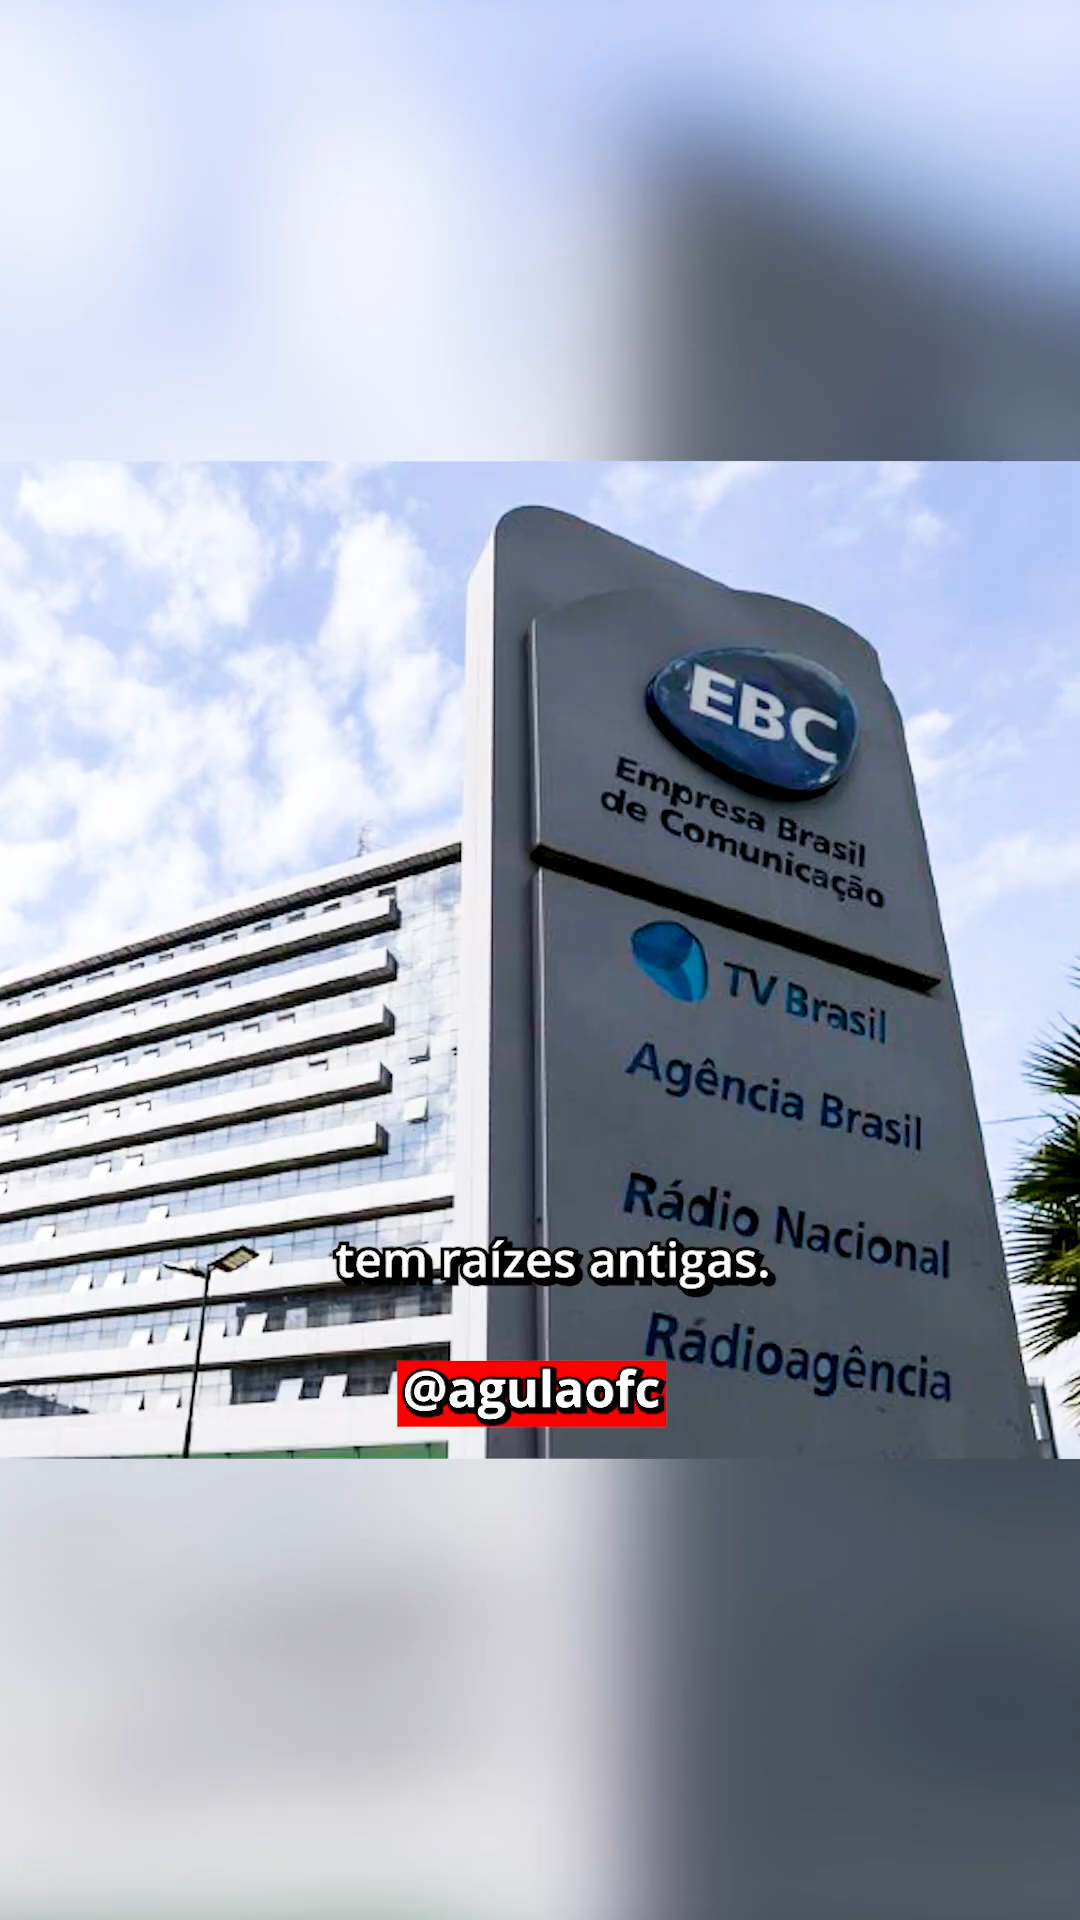 EBC
Empresa Brasil
de Comunicação
TV Brasil
Agência Brasil
Rádio Nacional
tem raízes antigas.
Rádioagência
@agulaofc